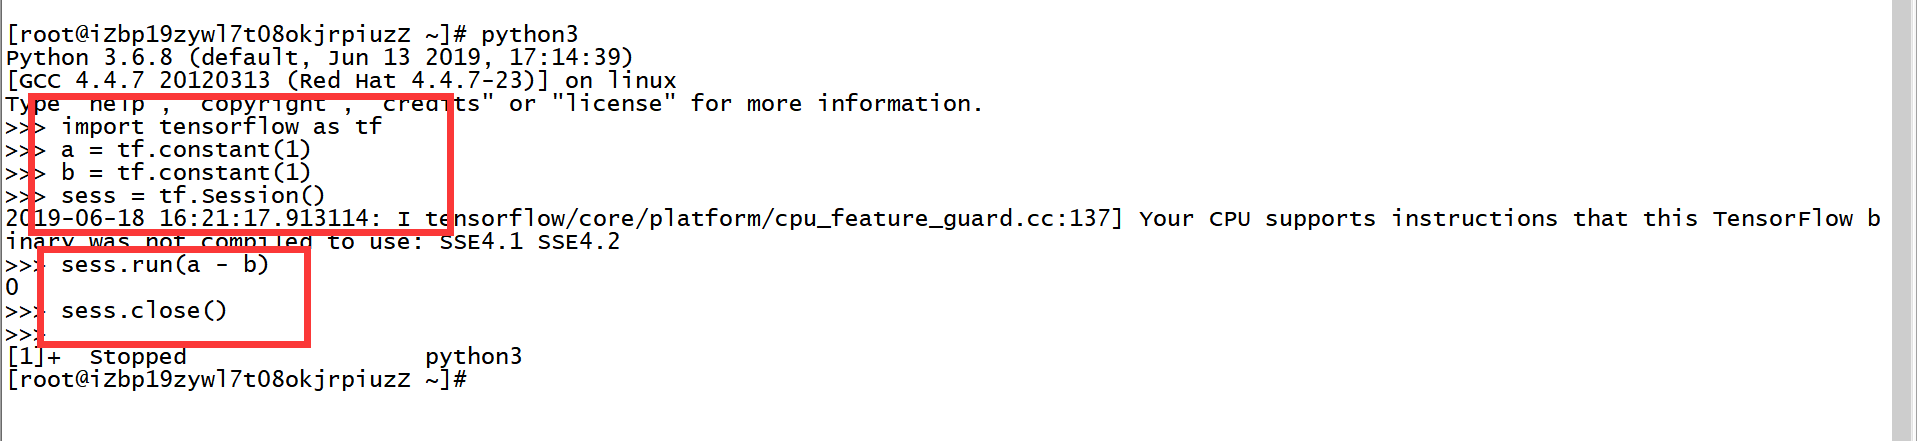 [root@iZbp19zywl7t08okjrpiuzZ ~]# python3
Python 3.6.8 (default, Jun 13 2019, 17:14:39)
[GCC 4.4.7 20120313 (Red Hat 4.4.7-23)] on linux
Type "help", "copyright", "credits" or "license" for more information.
>>> import tensorflow as tf
>>> a = tf.constant(1)
>>> b = tf.constant(1)
>>> sess = tf.Session()
2019-06-18 16:21:17.913114: I tensorflow/core/platform/cpu_feature_guard.cc:137] Your CPU supports instructions that this TensorFlow b
inary was not compiled to use: SSE4.1 SSE4.2
>>> sess.run(a - b)
0
>>> sess.close()
>>>
[1]+  Stopped                 python3
[root@iZbp19zywl7t08okjrpiuzZ ~]#